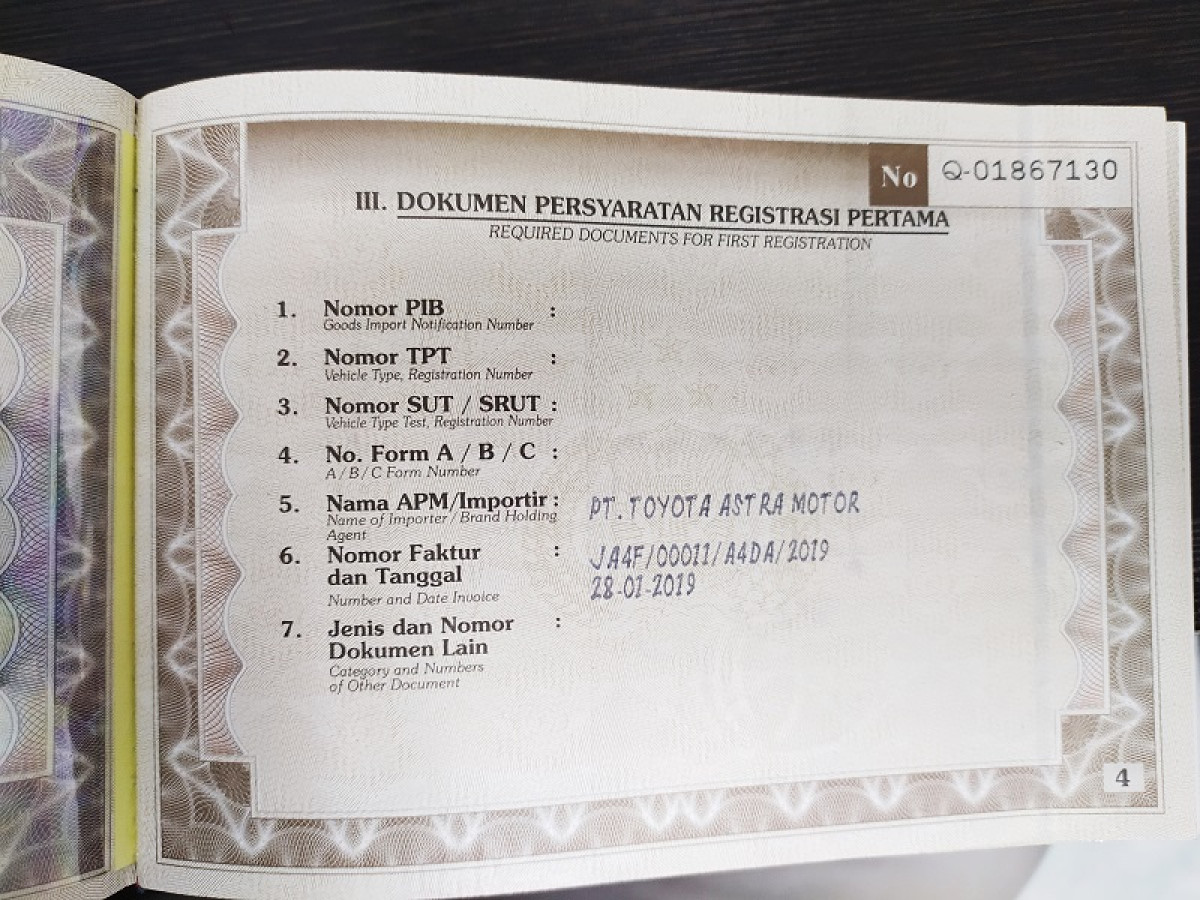 No Q-01867130
III. DOKUMEN PERSYARATAN REGISTRASI PERTAMA
REQUIRED DOCUMENTS FOR FIRST REGISTRATION
1. Nomor PIB :
Goods Import Notification Number
2. Nomor TPT :
Vehicle Type, Registration Number
3. Nomor SUT / SRUT :
Vehicle Type Test, Registration Number
4. No. Form A / B / C :
A / B / C Form Number
5. Nama APM/Importir : PT. TOYOTA ASTRA MOTOR
Name of Importer / Brand Holding
Agent
6. Nomor Faktur : JA4F/00011/A4DA/2019
dan Tanggal 28-01-2019
Number and Date Invoice
7. Jenis dan Nomor :
Dokumen Lain
Category and Numbers
of Other Document
4